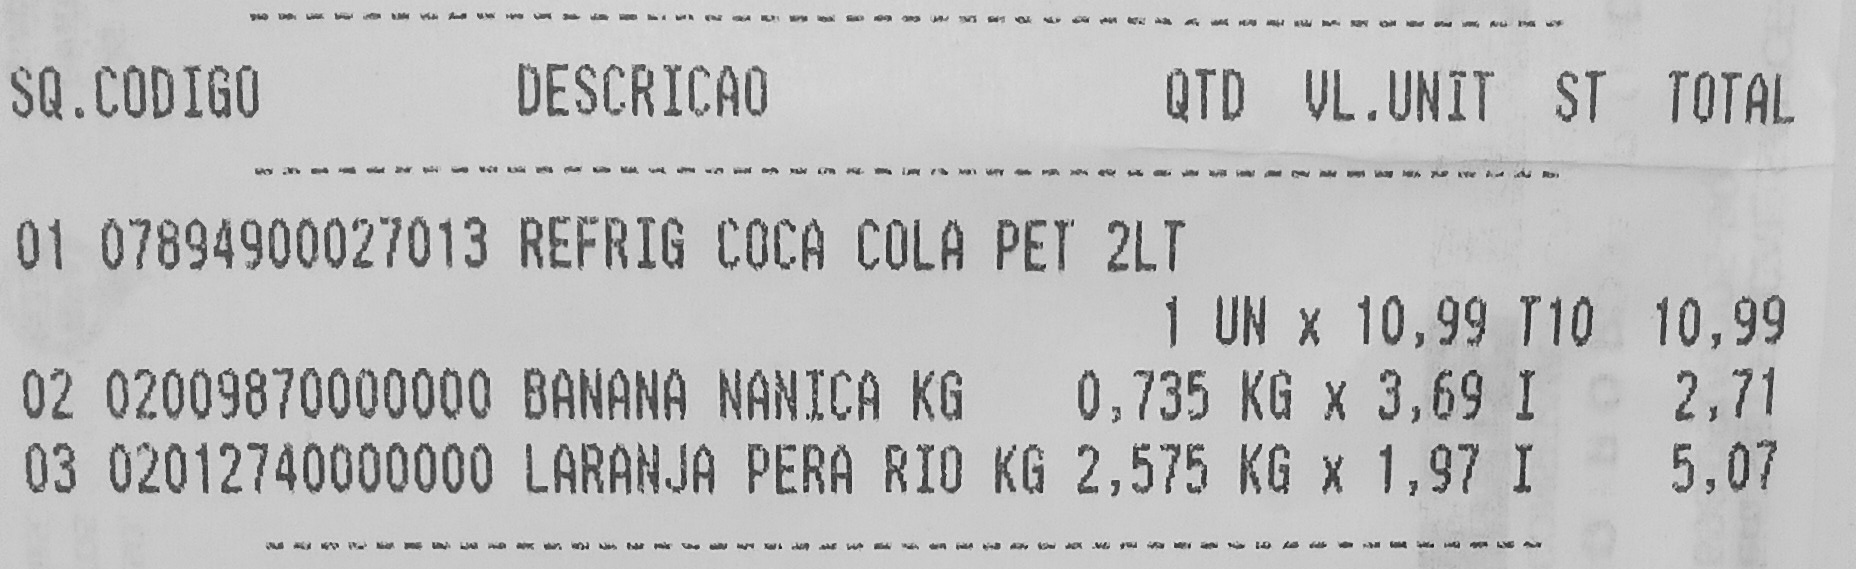 SQ.CODIGO DESCRICAO QTD VL.UNIT ST TOTAL
01 07894900027013 REFRIG COCA COLA PET 2LT
1 UN x 10,99 T10 10,99
02 02009870000000 BANANA NANICA KG 0,735 KG x 3,69 I 2,71
03 02012740000000 LARANJA PERA RIO KG 2,575 KG x 1,97 I 5,07